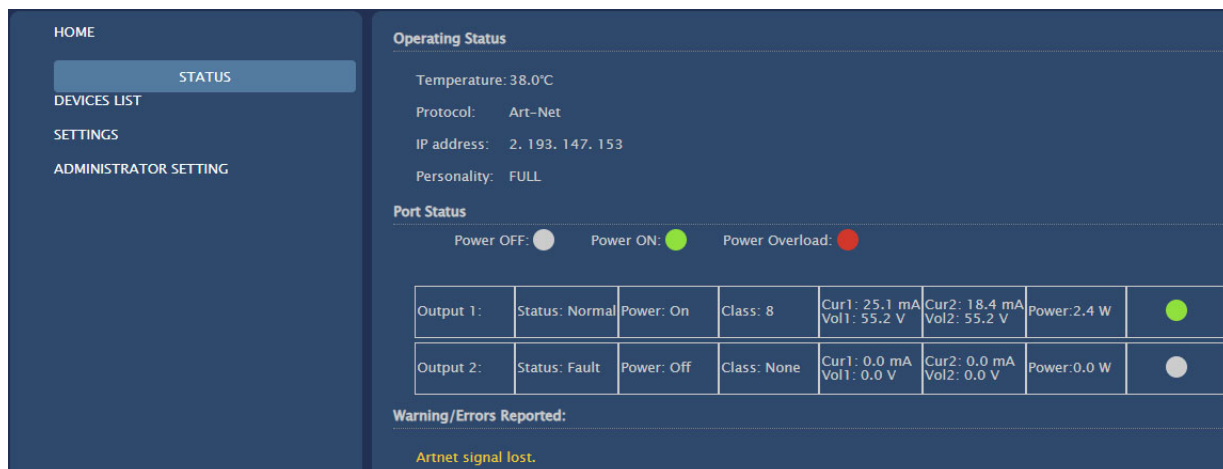 HOME
STATUS
DEVICES LIST
SETTINGS
ADMINISTRATOR SETTING
Operating Status
Temperature: 38.0°C
Protocol: Art-Net
IP address: 2. 193. 147. 153
Personality: FULL
Port Status
Power OFF: Power ON: Power Overload:
Output 1: Status: Normal Power: On Class: 8 Cur1: 25.1 mA Cur2: 18.4 mA Power:2.4 W
Vol1: 55.2 V Vol2: 55.2 V
Output 2: Status: Fault Power: Off Class: None Cur1: 0.0 mA Cur2: 0.0 mA Power:0.0 W
Vol1: 0.0 V Vol2: 0.0 V
Warning/Errors Reported:
Artnet signal lost.